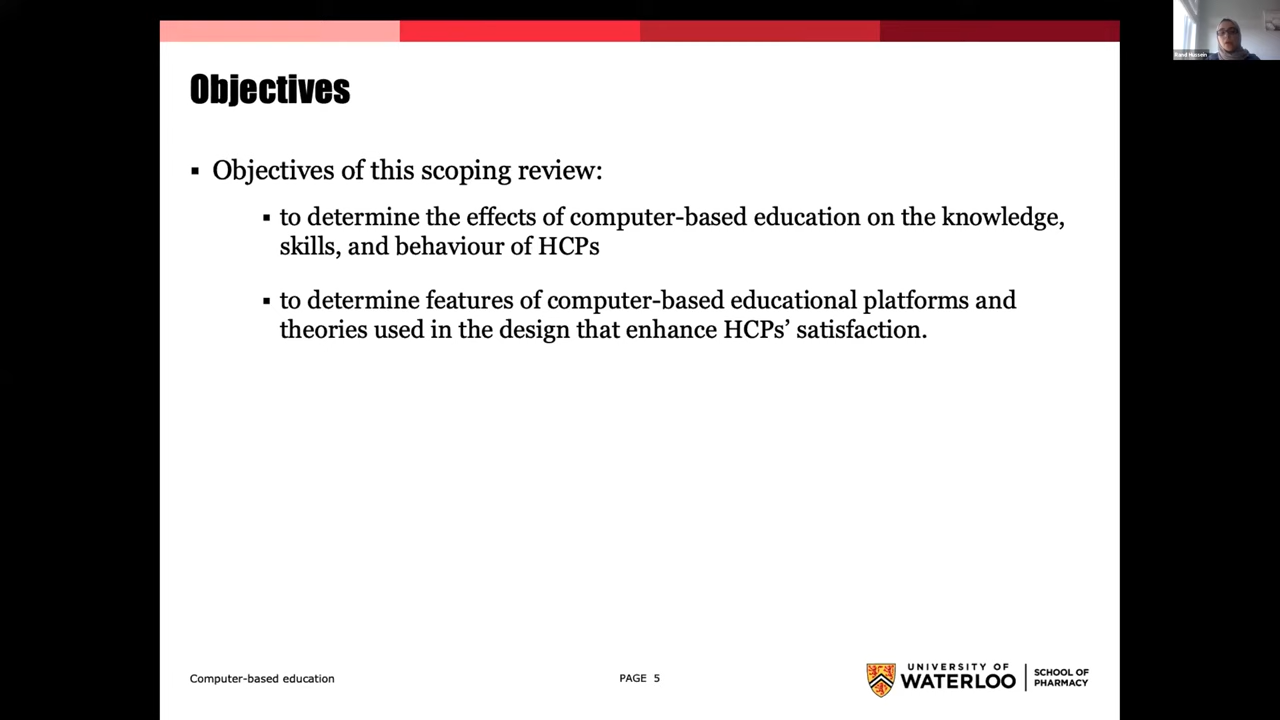 Rand Hussein
Objectives
▪ Objectives of this scoping review:
▪ to determine the effects of computer-based education on the knowledge,
skills, and behaviour of HCPs
▪ to determine features of computer-based educational platforms and
theories used in the design that enhance HCPs’ satisfaction.
Computer-based education
PAGE 5
UNIVERSITY OF
WATERLOO
SCHOOL OF
PHARMACY